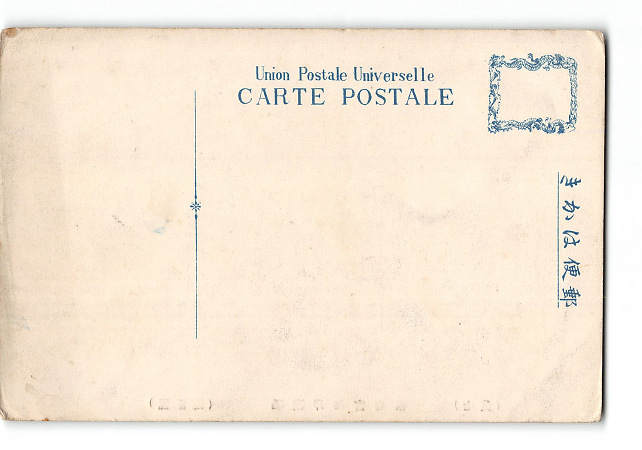 Union Postale Universelle
CARTE POSTALE
きかは便郵